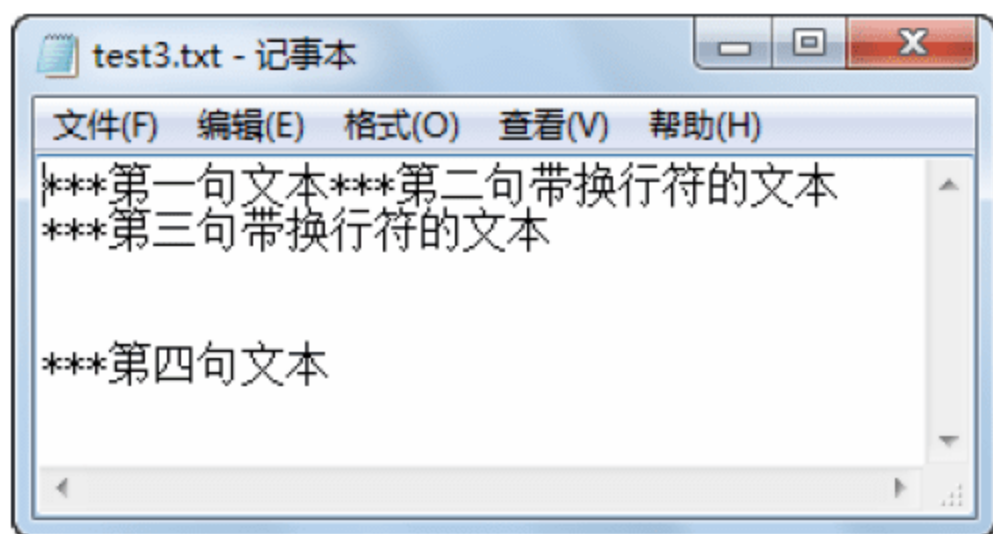 test3.txt - 记事本
文件(F) 编辑(E) 格式(O) 查看(V) 帮助(H)
***第一句文本***第二句带换行符的文本
***第三句带换行符的文本
***第四句文本